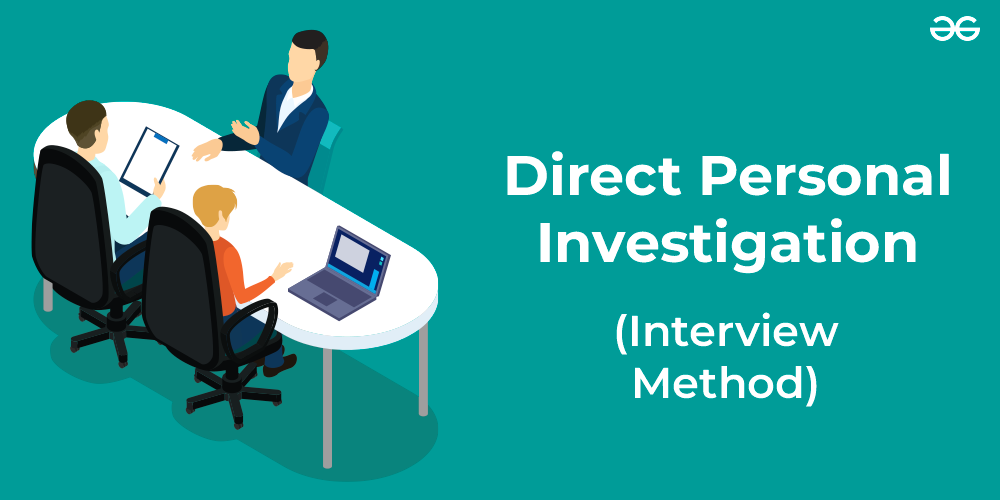 Direct Personal
Investigation
(Interview
Method)